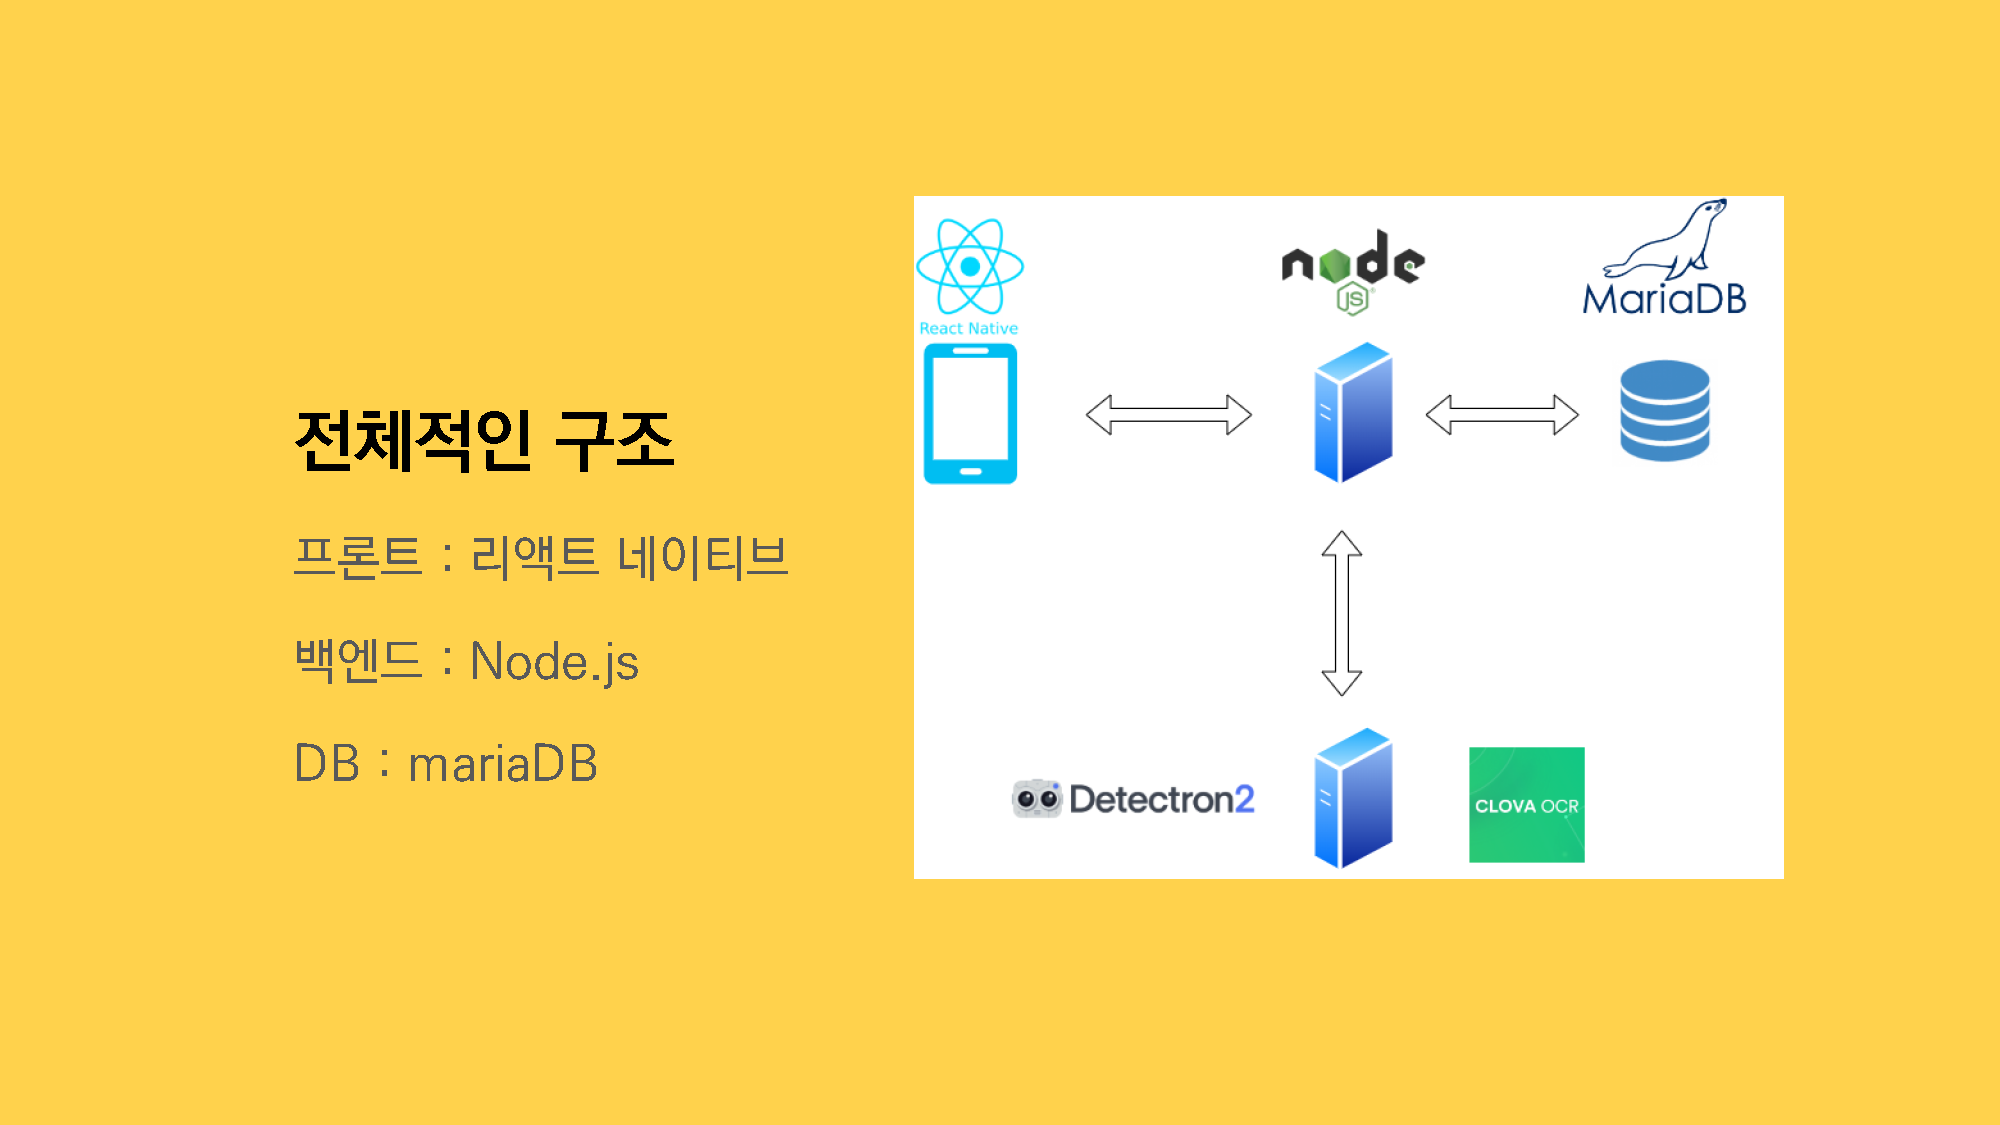 전체적인 구조
프론트 : 리액트 네이티브
백엔드 : Node.js
DB : mariaDB
React Native
node
JS
MariaDB
Detectron2
CLOVA OCR